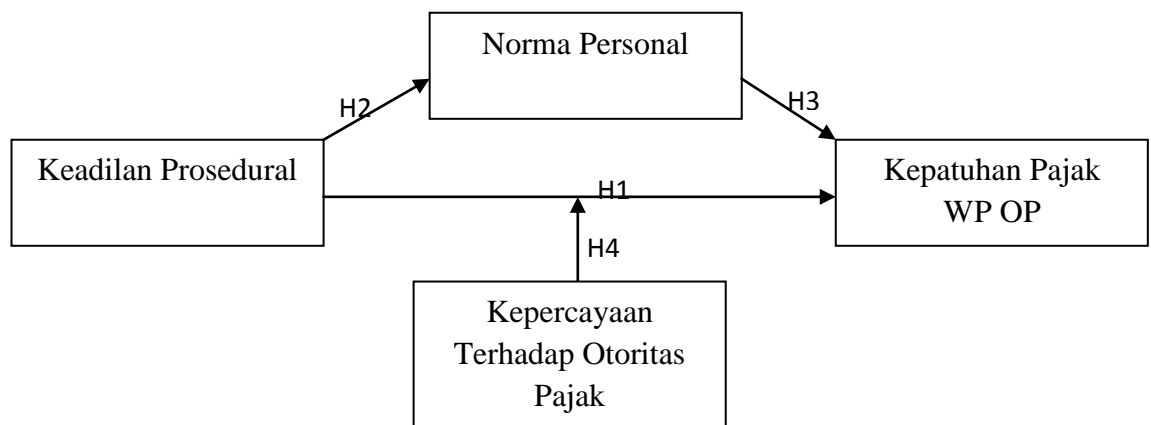 Norma Personal
H2
H3
Keadilan Prosedural
Kepatuhan Pajak
WP OP
H1
H4
Kepercayaan
Terhadap Otoritas
Pajak